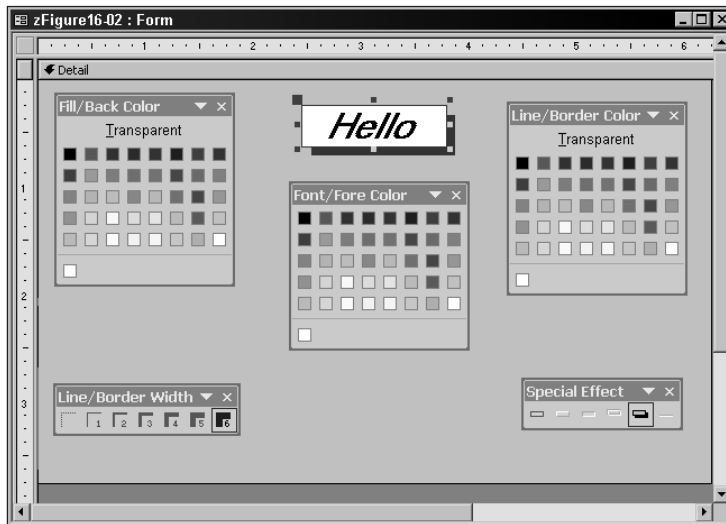 zFigure16-02 : Form
1 2 3 4 5 6
Detail
Fill/Back Color
Transparent
Hello
Line/Border Color
Transparent
Font/Fore Color
1
2
3
Line/Border Width
1 2 3 4 5 6
Special Effect